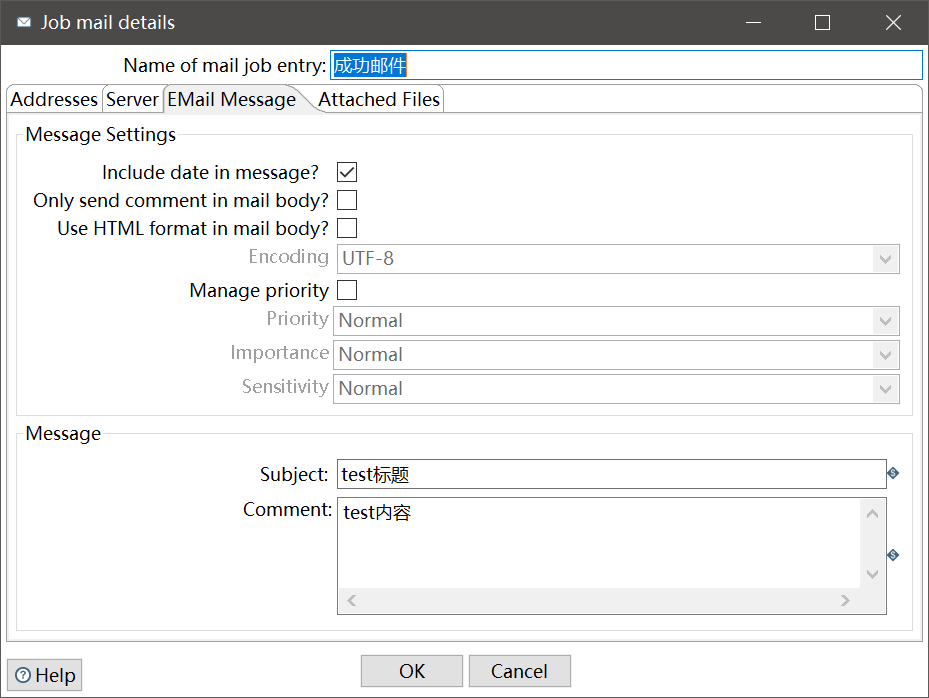 Job mail details
Name of mail job entry: 成功邮件
Addresses Server EMail Message Attached Files
Message Settings
Include date in message?
Only send comment in mail body?
Use HTML format in mail body?
Encoding UTF-8
Manage priority
Priority Normal
Importance Normal
Sensitivity Normal
Message
Subject: test标题
Comment: test内容
Help OK Cancel